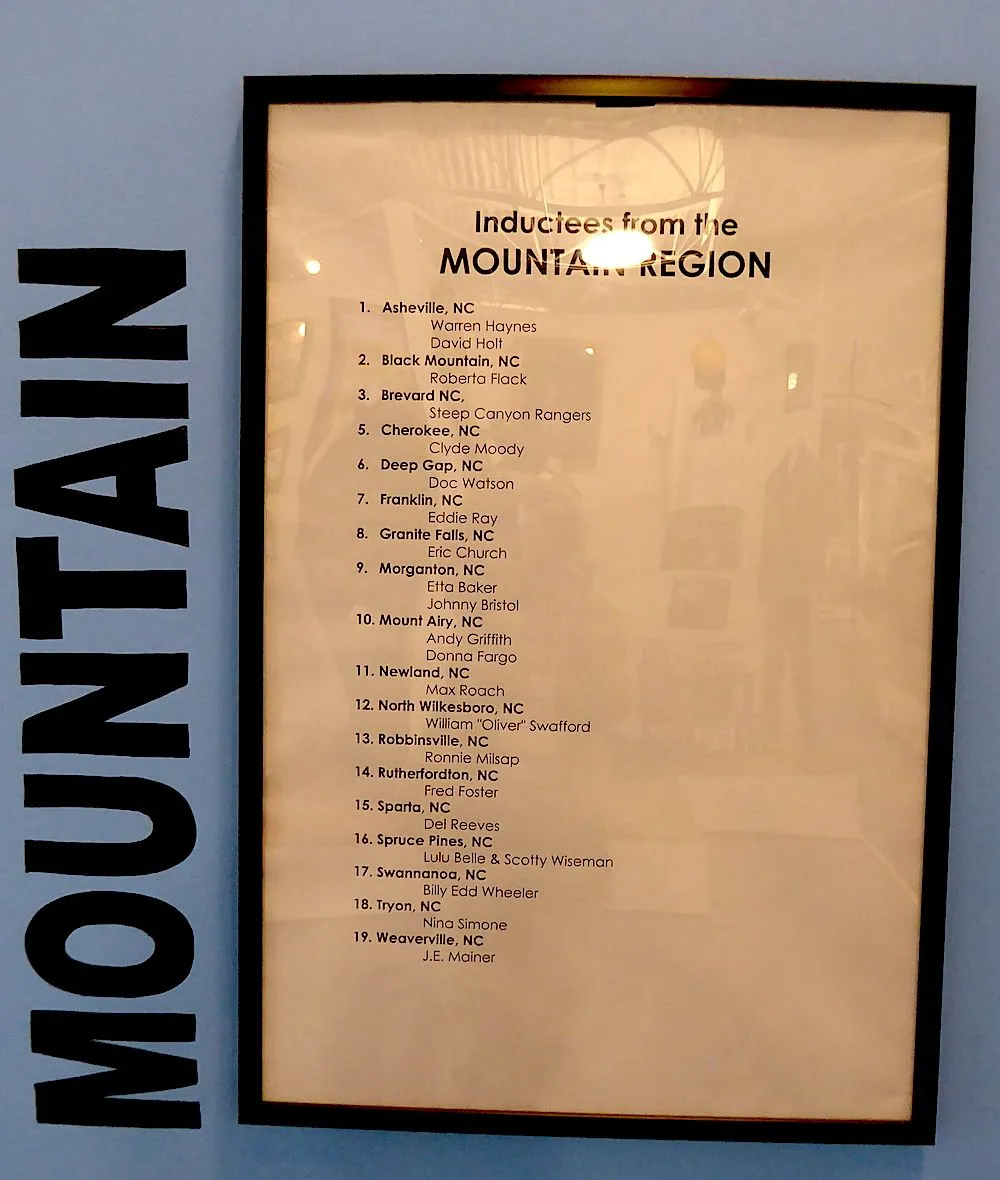 MOUNTAIN
Inductees from the
MOUNTAIN REGION
1. Asheville, NC
Warren Haynes
David Holt
2. Black Mountain, NC
Roberta Flack
3. Brevard NC,
Steep Canyon Rangers
5. Cherokee, NC
Clyde Moody
6. Deep Gap, NC
Doc Watson
7. Franklin, NC
Eddie Ray
8. Granite Falls, NC
Eric Church
9. Morganton, NC
Etta Baker
Johnny Bristol
10. Mount Airy, NC
Andy Griffith
Donna Fargo
11. Newland, NC
Max Roach
12. North Wilkesboro, NC
William "Oliver" Swafford
13. Robbinsville, NC
Ronnie Milsap
14. Rutherfordton, NC
Fred Foster
15. Sparta, NC
Del Reeves
16. Spruce Pines, NC
Lulu Belle & Scotty Wiseman
17. Swannanoa, NC
Billy Edd Wheeler
18. Tryon, NC
Nina Simone
19. Weaverville, NC
J.E. Mainer